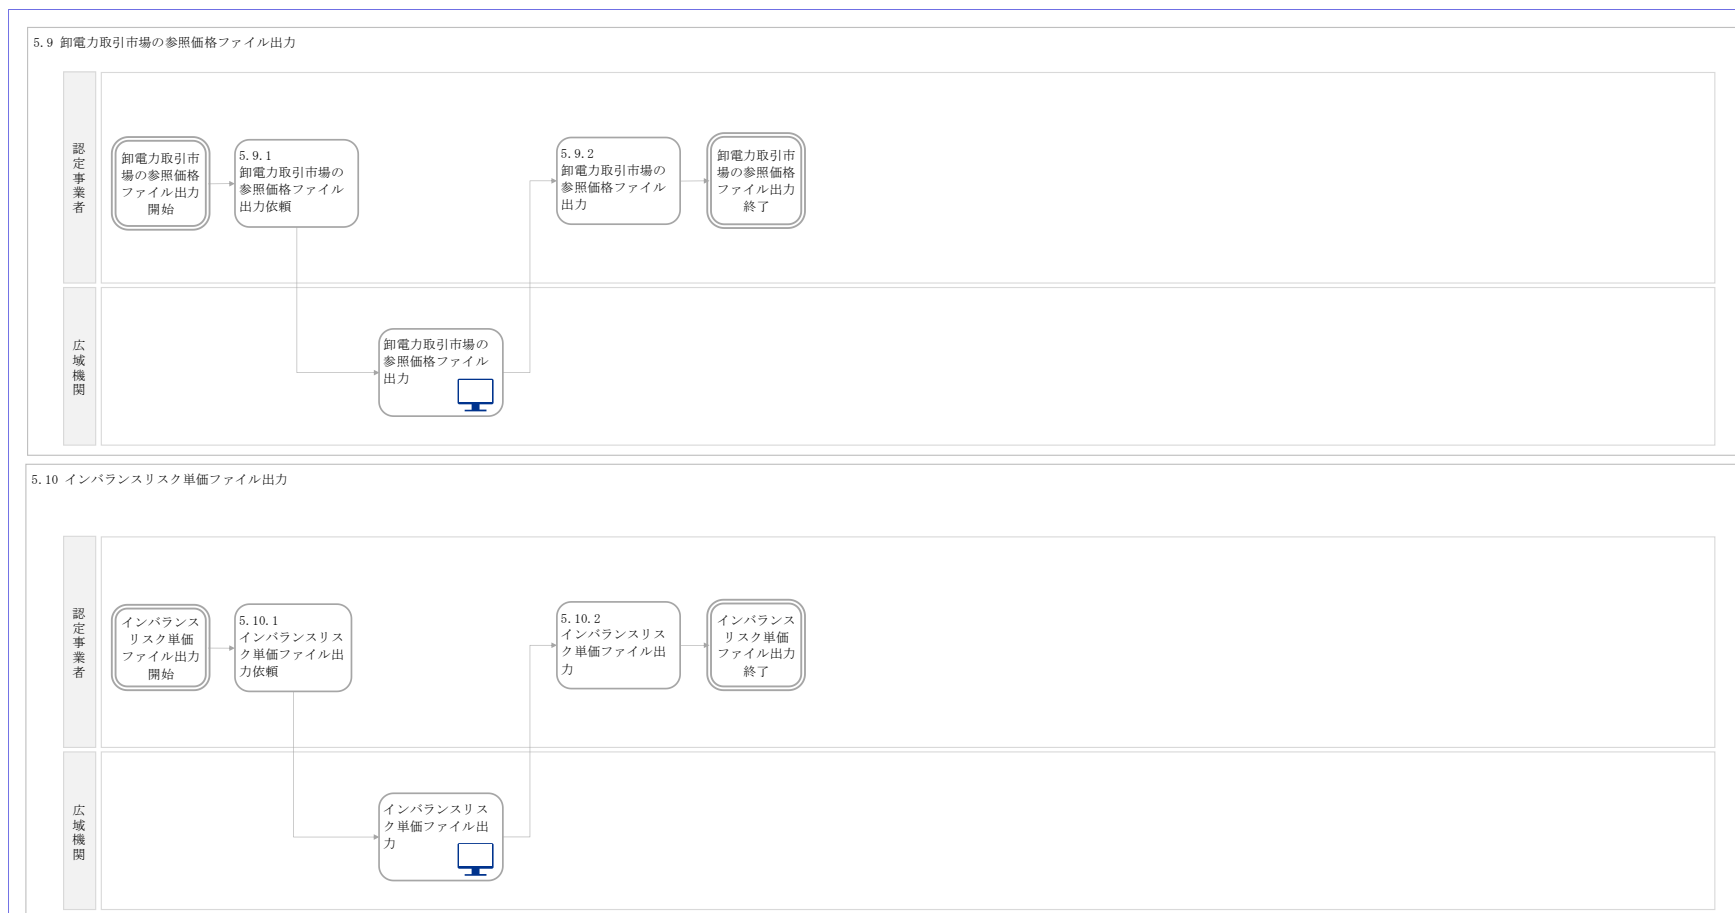 5.9 卸電力取引市場の参照価格ファイル出力
認定事業者
卸電力取引市
場の参照価格
ファイル出力
開始
5.9.1
卸電力取引市場の
参照価格ファイル
出力依頼
5.9.2
卸電力取引市場の
参照価格ファイル
出力
卸電力取引市
場の参照価格
ファイル出力
終了
広域機関
卸電力取引市場の
参照価格ファイル
出力
5.10 インバランスリスク単価ファイル出力
認定事業者
インバランス
リスク単価
ファイル出力
開始
5.10.1
インバランスリス
ク単価ファイル出
力依頼
5.10.2
インバランスリス
ク単価ファイル出
力
インバランス
リスク単価
ファイル出力
終了
広域機関
インバランスリス
ク単価ファイル出
力